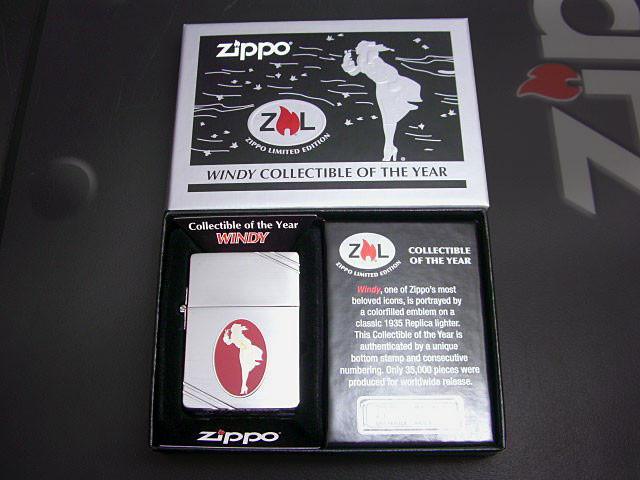 zippo
ZL
ZIPPO LIMITED EDITION
WINDY COLLECTIBLE OF THE YEAR
Collectible of the Year
WINDY
zippo
ZL
ZIPPO LIMITED EDITION
COLLECTIBLE
OF THE YEAR
Windy, one of Zippo's most
beloved icons, is portrayed by
a colorfilled emblem on a
classic 1935 Replica lighter.
This Collectible of the Year is
authenticated by a unique
bottom stamp and consecutive
numbering. Only 35,000 pieces were
produced for worldwide release.